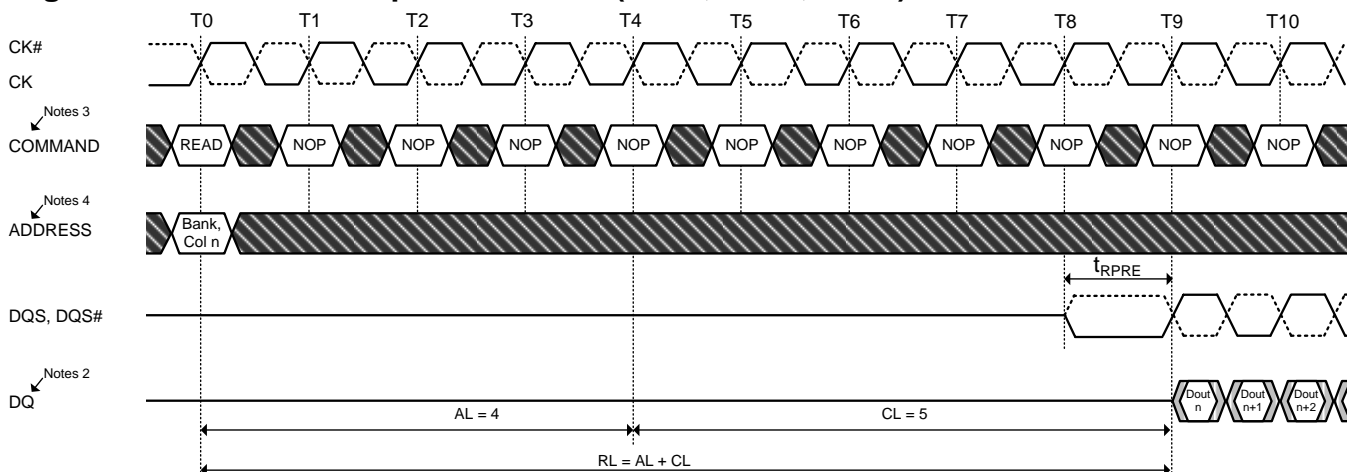 T0 T1 T2 T3 T4 T5 T6 T7 T8 T9 T10
CK#
CK
Notes 3
COMMAND READ NOP NOP NOP NOP NOP NOP NOP NOP NOP NOP
Notes 4
ADDRESS
Bank,
Col n
tRPRE
DQS, DQS#
Notes 2
DQ
Dout
n
Dout
n+1
Dout
n+2
AL = 4 CL = 5
RL = AL + CL